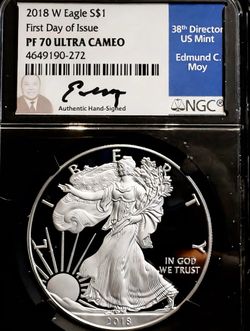 2018 W Eagle S$1
First Day of Issue
PF 70 ULTRA CAMEO
4649190-272
38th Director
US Mint
Edmund C.
Moy
Authentic Hand-Signed
NGC
LIBERTY
IN GOD
WE TRUST
2018